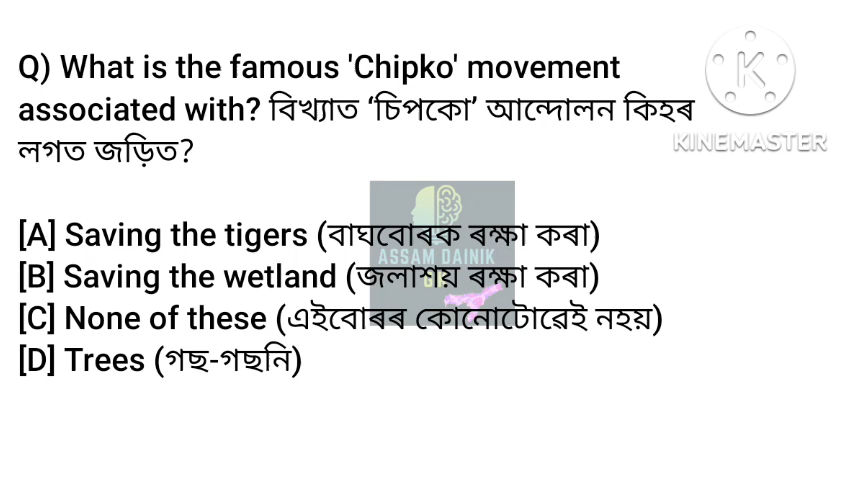 Q) What is the famous 'Chipko' movement
associated with? বিখ্যাত ‘চিপকো’ আন্দোলন কিহৰ
লগত জড়িত?
KINEMASTER
[A] Saving the tigers (বাঘবোৰক ৰক্ষা কৰা)
[B] Saving the wetland (জলাশয় ৰক্ষা কৰা)
[C] None of these (এইবোৰৰ কোনোটোৱেই নহয়)
[D] Trees (গছ-গছনি)
ASSAM DAINIK
GK